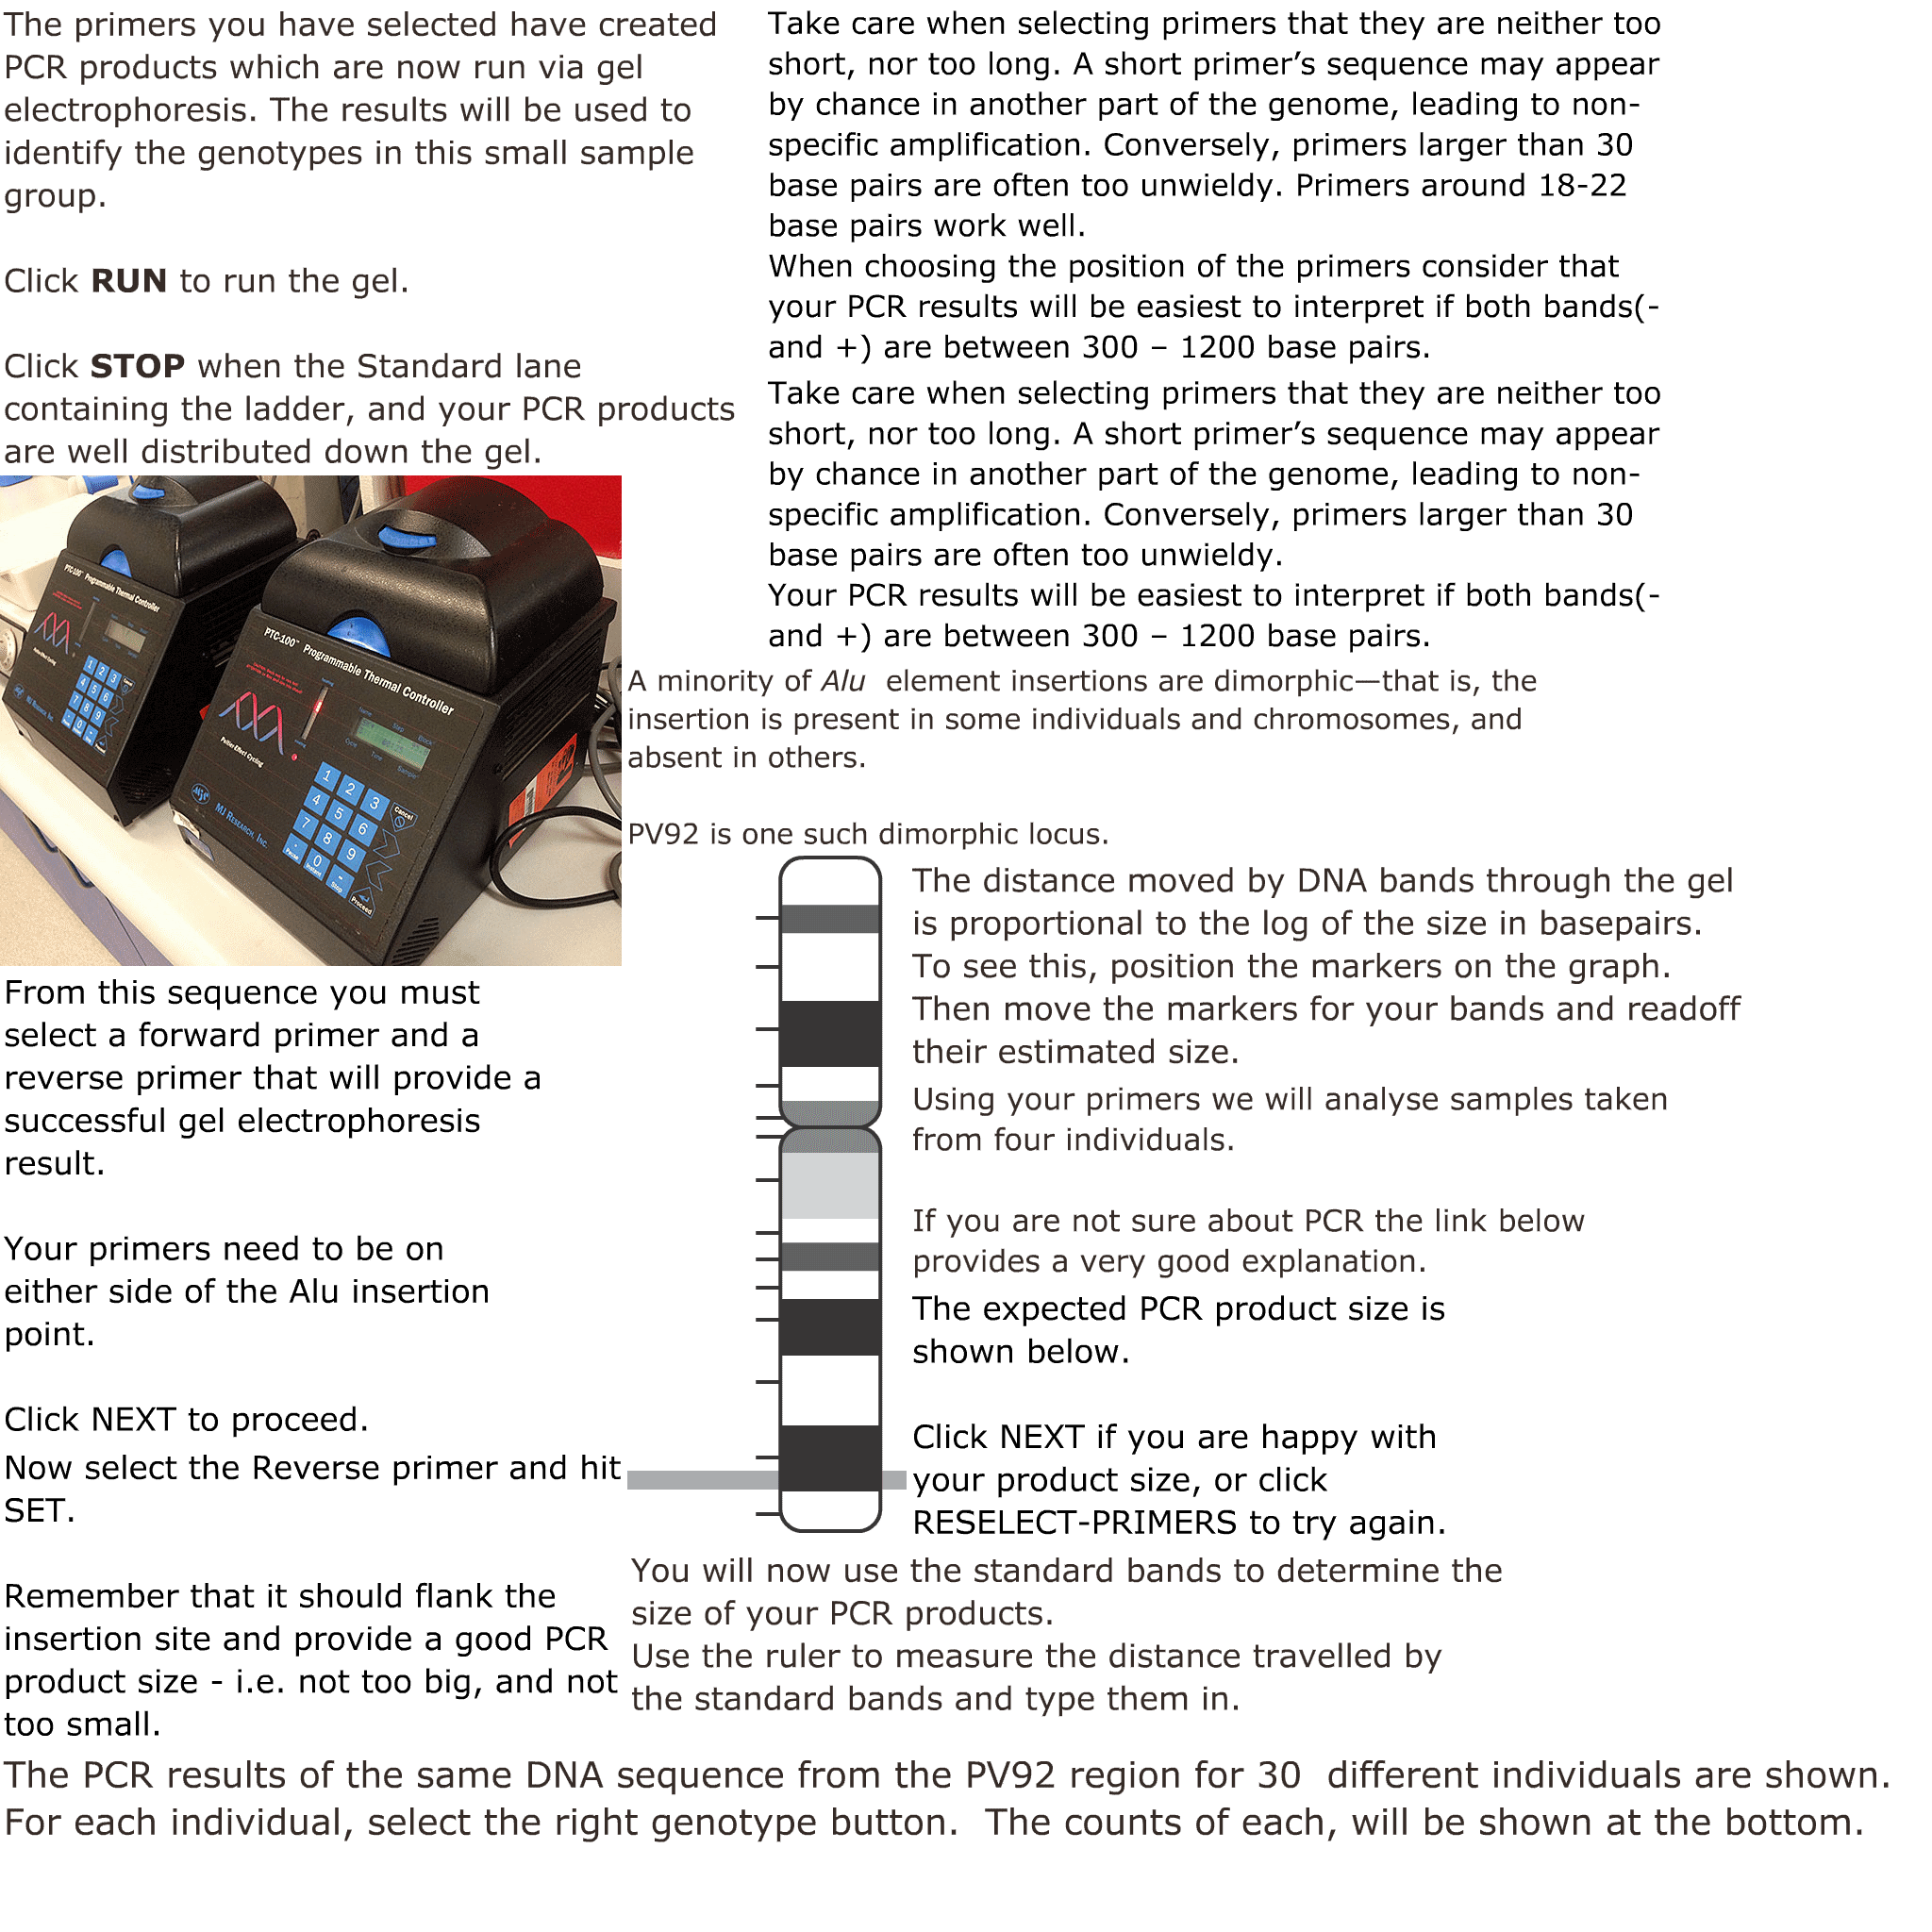 The primers you have selected have created
PCR products which are now run via gel
electrophoresis. The results will be used to
identify the genotypes in this small sample
group.
Click RUN to run the gel.
Click STOP when the Standard lane
containing the ladder, and your PCR products
are well distributed down the gel.
Take care when selecting primers that they are neither too
short, nor too long. A short primer’s sequence may appear
by chance in another part of the genome, leading to non-
specific amplification. Conversely, primers larger than 30
base pairs are often too unwieldy. Primers around 18-22
base pairs work well.
When choosing the position of the primers consider that
your PCR results will be easiest to interpret if both bands(-
and +) are between 300 – 1200 base pairs.
Take care when selecting primers that they are neither too
short, nor too long. A short primer’s sequence may appear
by chance in another part of the genome, leading to non-
specific amplification. Conversely, primers larger than 30
base pairs are often too unwieldy.
Your PCR results will be easiest to interpret if both bands(-
and +) are between 300 – 1200 base pairs.
PTC-100™ Programmable Thermal Controller
MJ RESEARCH, INC.
PTC-100™ Programmable Thermal Controller
Peltier-Effect Cycling
MJ RESEARCH, INC.
1 2 3 Cancel
4 5 6
7 8 9
Pause 0 Stop
Proceed
A minority of Alu element insertions are dimorphic—that is, the
insertion is present in some individuals and chromosomes, and
absent in others.
PV92 is one such dimorphic locus.
The distance moved by DNA bands through the gel
is proportional to the log of the size in basepairs.
To see this, position the markers on the graph.
Then move the markers for your bands and readoff
their estimated size.
Using your primers we will analyse samples taken
from four individuals.
If you are not sure about PCR the link below
provides a very good explanation.
The expected PCR product size is
shown below.
Click NEXT if you are happy with
your product size, or click
RESELECT-PRIMERS to try again.
From this sequence you must
select a forward primer and a
reverse primer that will provide a
successful gel electrophoresis
result.
Your primers need to be on
either side of the Alu insertion
point.
Click NEXT to proceed.
Now select the Reverse primer and hit
SET.
Remember that it should flank the
insertion site and provide a good PCR
product size - i.e. not too big, and not
too small.
You will now use the standard bands to determine the
size of your PCR products.
Use the ruler to measure the distance travelled by
the standard bands and type them in.
The PCR results of the same DNA sequence from the PV92 region for 30 different individuals are shown.
For each individual, select the right genotype button. The counts of each, will be shown at the bottom.